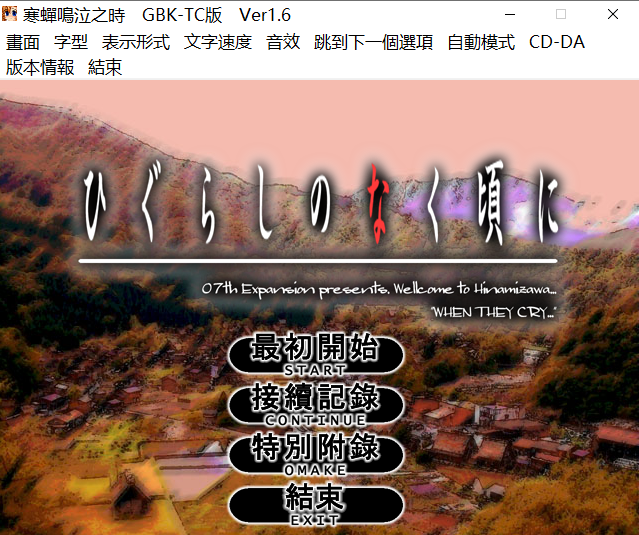 寒蟬鳴泣之時 GBK-TC版 Ver1.6
畫面 字型 表示形式 文字速度 音效 跳到下一個選項 自動模式 CD-DA
版本情報 結束
ひぐらしのなく頃に
07th Expansion presents. Wellcome to Hinamizawa...
"WHEN THEY CRY..."
最初開始
START
接續記錄
CONTINUE
特別附錄
OMAKE
結束
EXIT